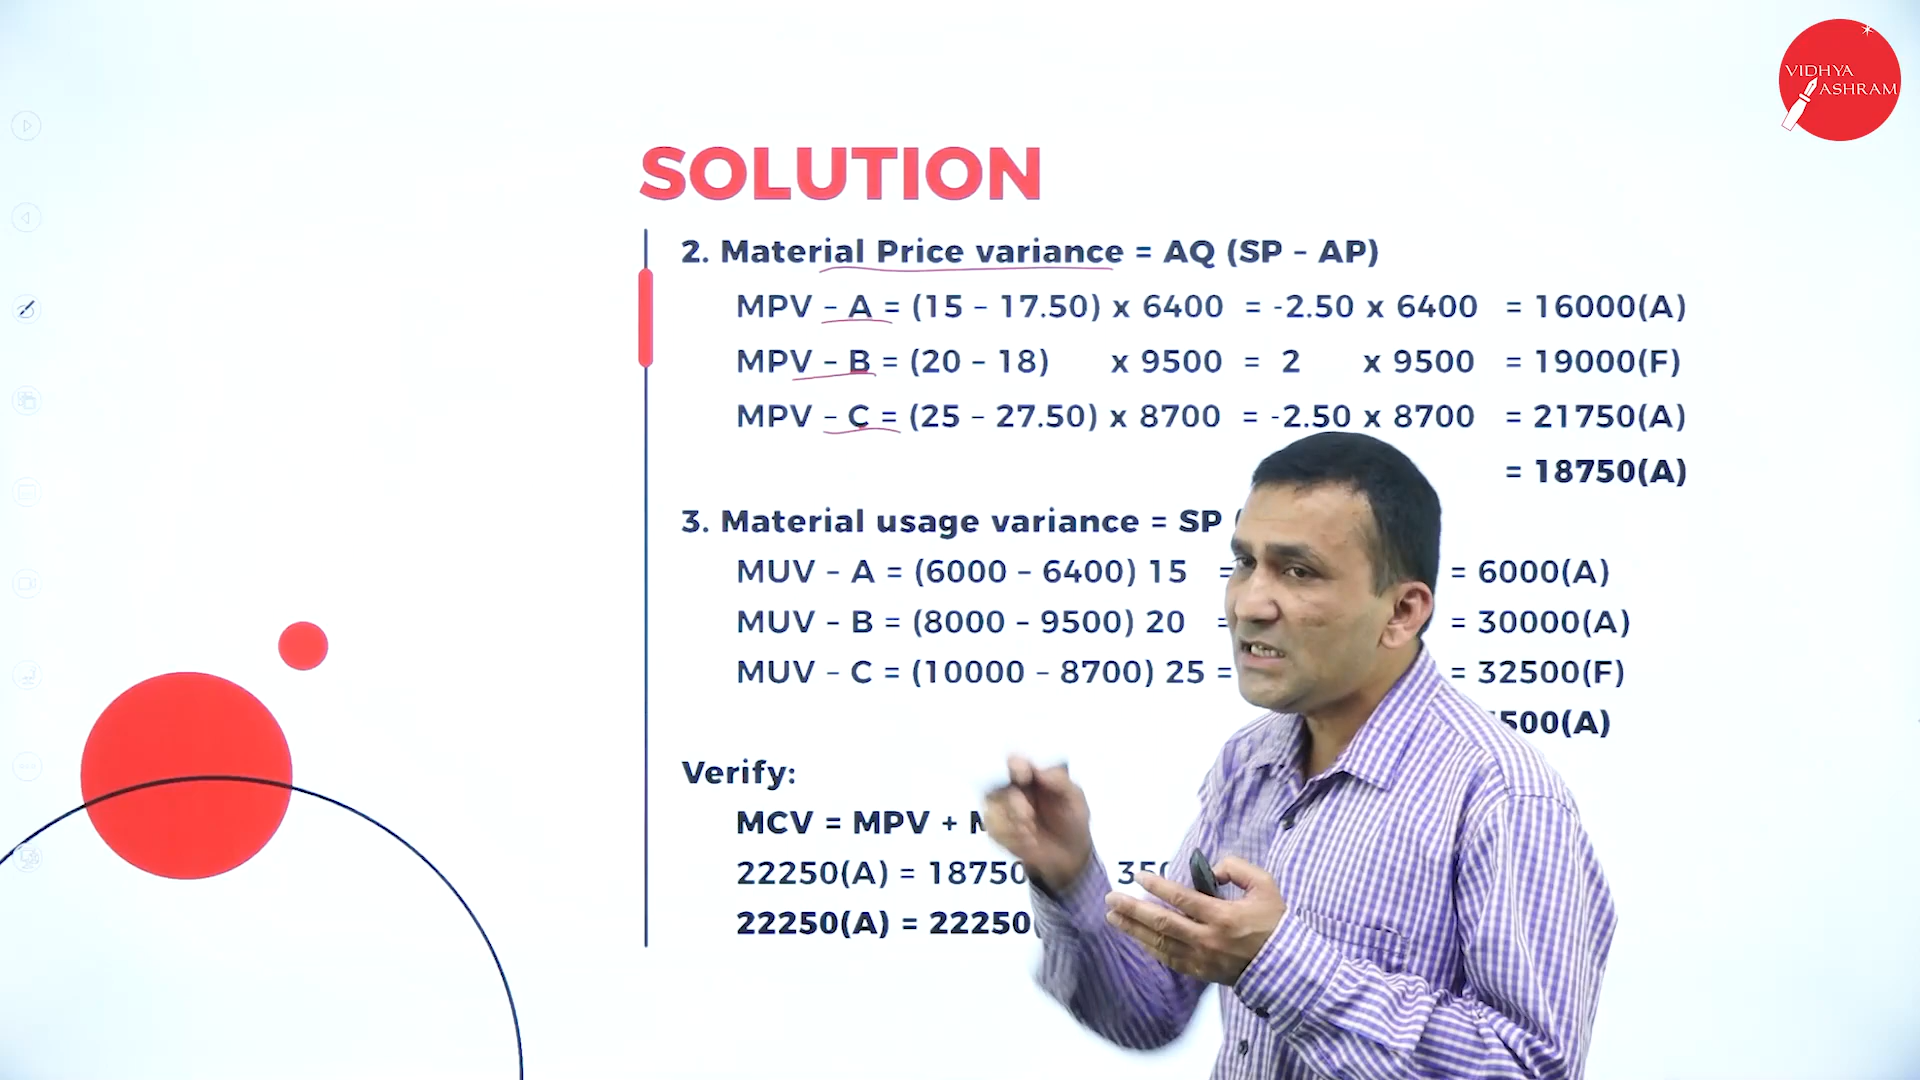 VIDHYA
ASHRAM
SOLUTION
2. Material Price variance = AQ (SP – AP)
MPV – A = (15 – 17.50) x 6400 = -2.50 x 6400 = 16000(A)
MPV – B = (20 – 18) x 9500 = 2 x 9500 = 19000(F)
MPV – C = (25 – 27.50) x 8700 = -2.50 x 8700 = 21750(A)
= 18750(A)
3. Material usage variance = SP
MUV – A = (6000 – 6400) 15 = = 6000(A)
MUV – B = (8000 – 9500) 20 = = 30000(A)
MUV – C = (10000 – 8700) 25 = = 32500(F)
500(A)
Verify:
MCV = MPV +
22250(A) = 18750
22250(A) = 22250